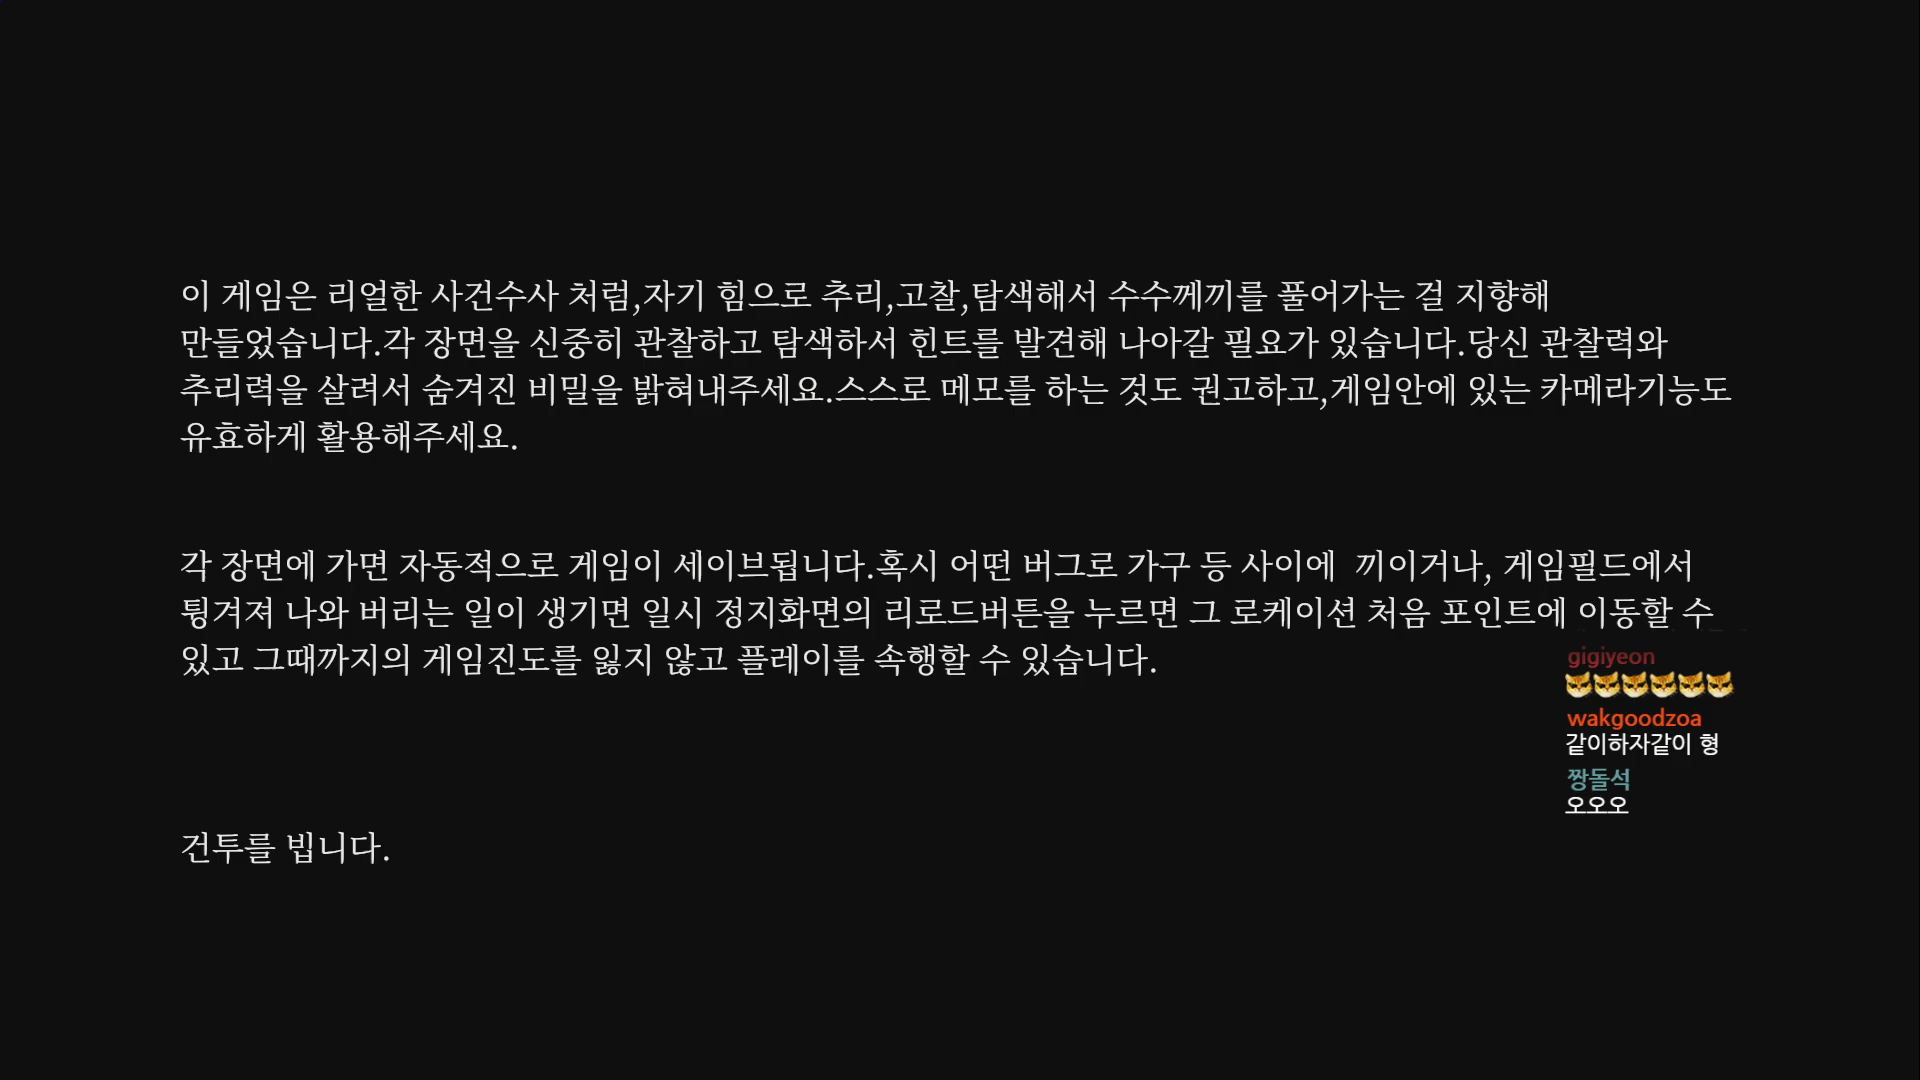 이 게임은 리얼한 사건수사 처럼,자기 힘으로 추리,고찰,탐색해서 수수께끼를 풀어가는 걸 지향해
만들었습니다.각 장면을 신중히 관찰하고 탐색하서 힌트를 발견해 나아갈 필요가 있습니다.당신 관찰력와
추리력을 살려서 숨겨진 비밀을 밝혀내주세요.스스로 메모를 하는 것도 권고하고,게임안에 있는 카메라기능도
유효하게 활용해주세요.
각 장면에 가면 자동적으로 게임이 세이브됩니다.혹시 어떤 버그로 가구 등 사이에  끼이거나, 게임필드에서
튕겨져 나와 버리는 일이 생기면 일시 정지화면의 리로드버튼을 누르면 그 로케이션 처음 포인트에 이동할 수
있고 그때까지의 게임진도를 잃지 않고 플레이를 속행할 수 있습니다.
gigiyeon
wakgoodzoa
같이하자같이 형
짱돌석
오오오
건투를 빕니다.